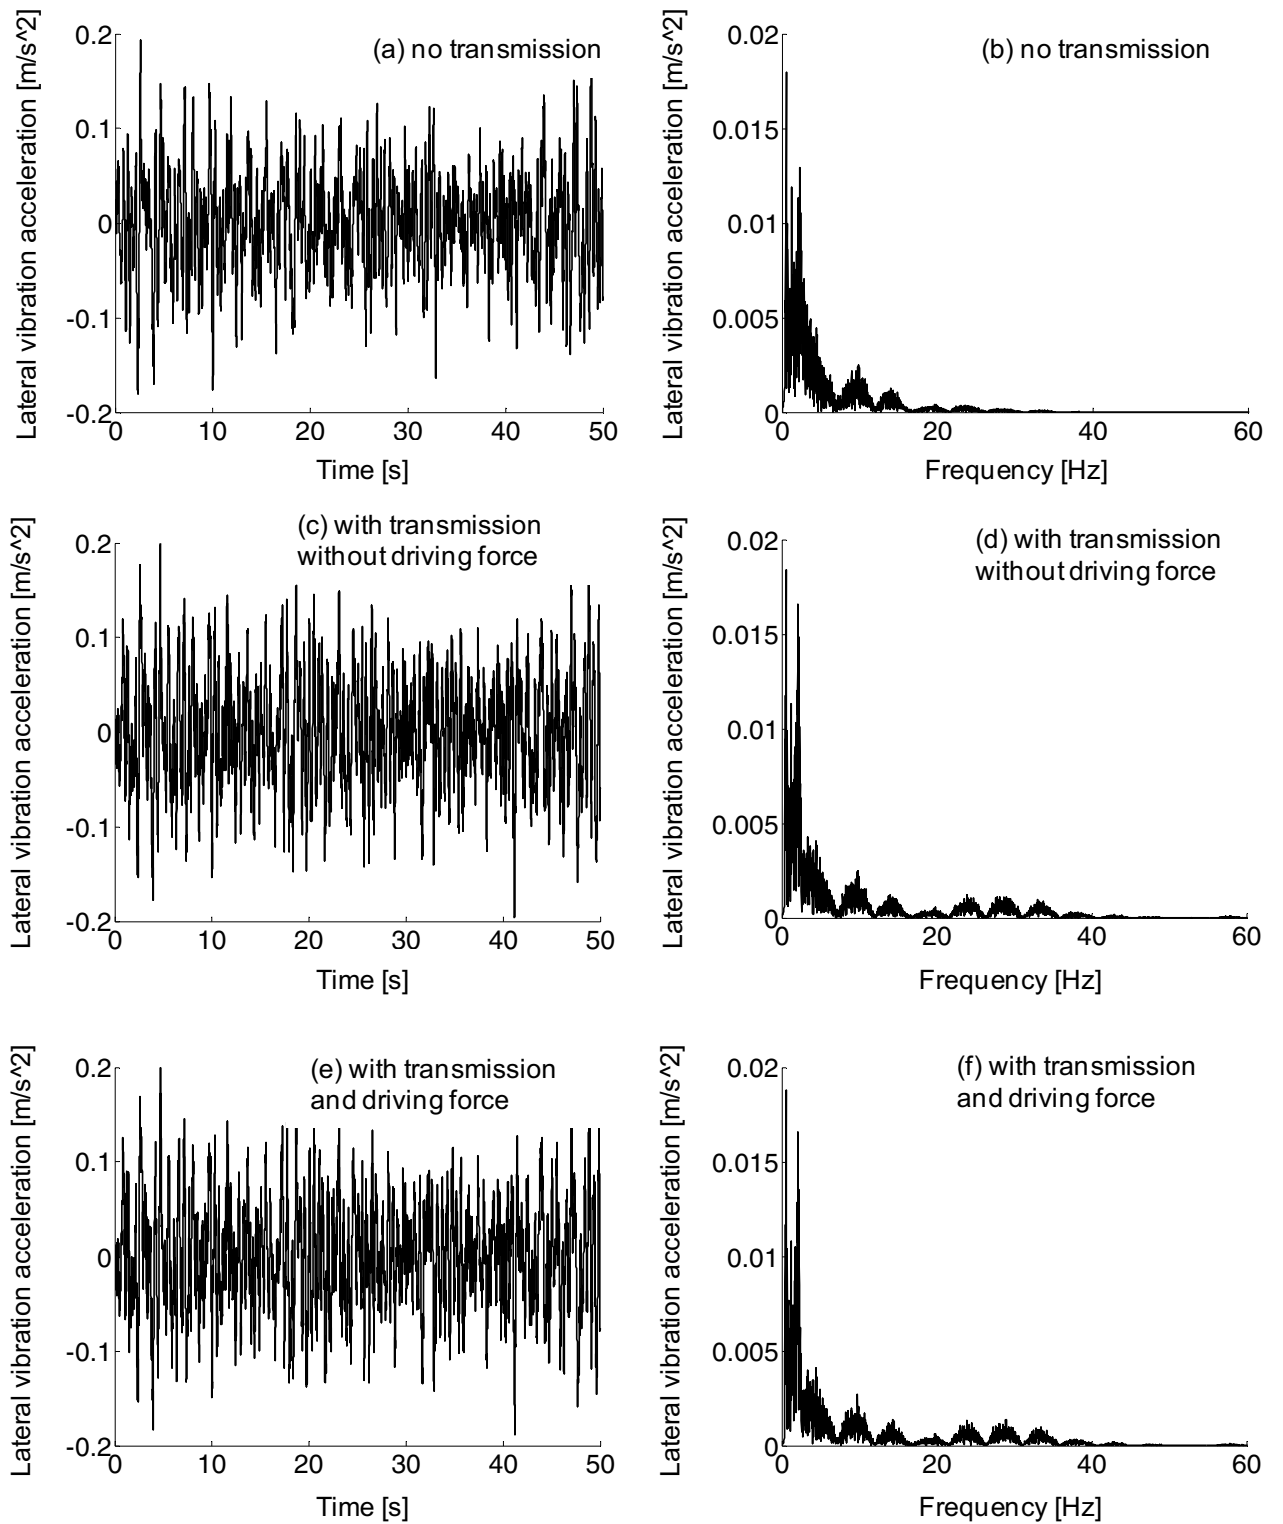 Lateral vibration acceleration [m/s^2]
0.2
0.1
0
-0.1
-0.2
(a) no transmission
0 10 20 30 40 50
Time [s]
Lateral vibration acceleration [m/s^2]
0.02
0.015
0.01
0.005
0
(b) no transmission
0 20 40 60
Frequency [Hz]
Lateral vibration acceleration [m/s^2]
0.2
0.1
0
-0.1
-0.2
(c) with transmission
without driving force
0 10 20 30 40 50
Time [s]
Lateral vibration acceleration [m/s^2]
0.02
0.015
0.01
0.005
0
(d) with transmission
without driving force
0 20 40 60
Frequency [Hz]
Lateral vibration acceleration [m/s^2]
0.2
0.1
0
-0.1
-0.2
(e) with transmission
and driving force
0 10 20 30 40 50
Time [s]
Lateral vibration acceleration [m/s^2]
0.02
0.015
0.01
0.005
0
(f) with transmission
and driving force
0 20 40 60
Frequency [Hz]